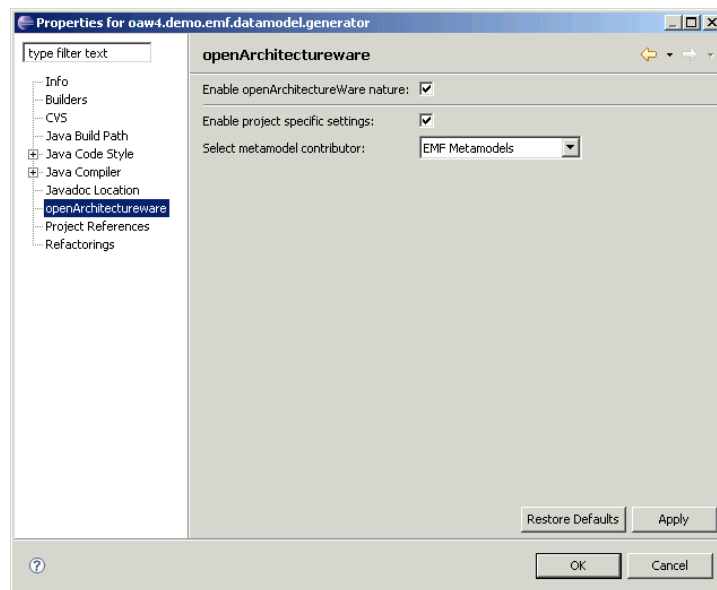 Properties for oaw4.demo.emf.datamodel.generator
type filter text
openArchitectureware
Info
Builders
CVS
Java Build Path
Java Code Style
Java Compiler
Javadoc Location
openArchitectureware
Project References
Refactorings
Enable openArchitectureWare nature:
Enable project specific settings:
Select metamodel contributor: EMF Metamodels
Restore Defaults Apply
? OK Cancel